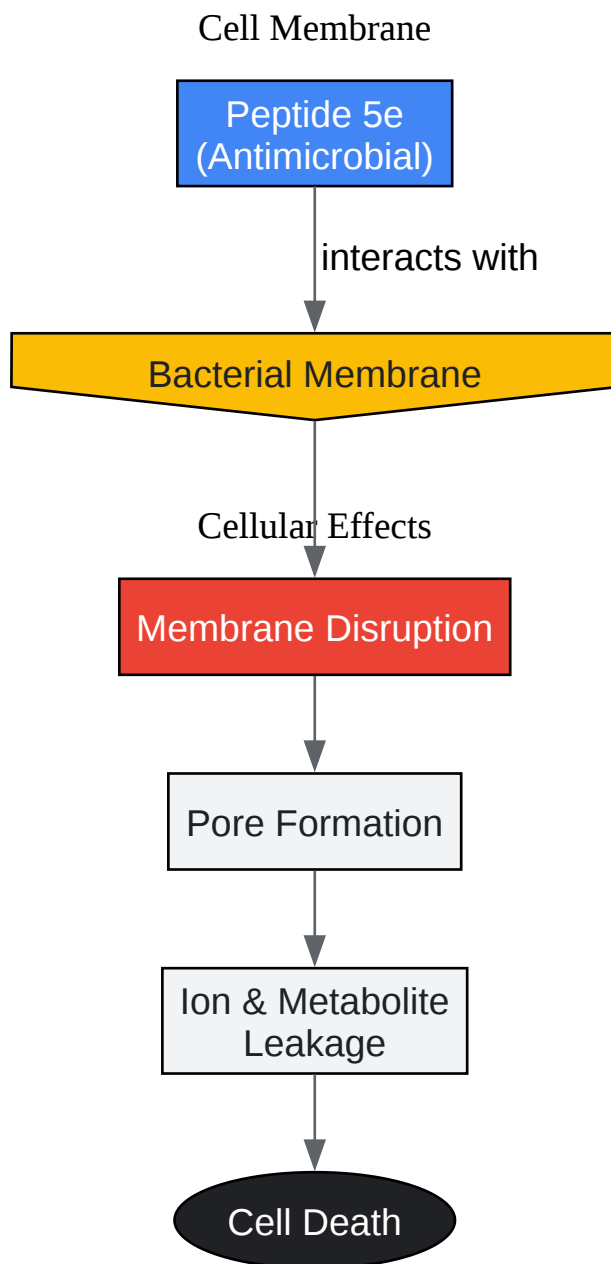 Cell Membrane
Peptide 5e
(Antimicrobial)
interacts with
Bacterial Membrane
Cellular Effects
Membrane Disruption
Pore Formation
Ion & Metabolite
Leakage
Cell Death